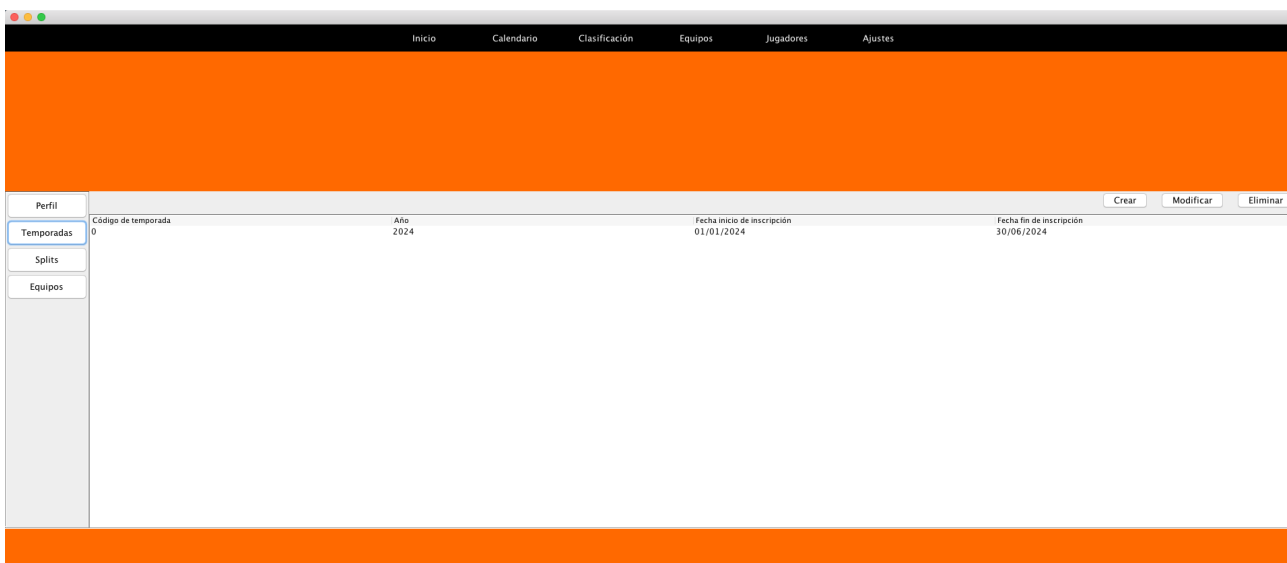 Inicio Calendario Clasificación Equipos Jugadores Ajustes
Perfil
Temporadas
Splits
Equipos
Crear Modificar Eliminar
Código de temporada Año Fecha inicio de inscripción Fecha fin de inscripción
0 2024 01/01/2024 30/06/2024